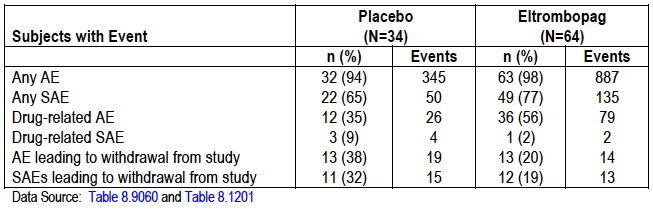 Subjects with Event Placebo (N=34) Eltrombopag (N=64)
n (%) Events n (%) Events
Any AE 32 (94) 345 63 (98) 887
Any SAE 22 (65) 50 49 (77) 135
Drug-related AE 12 (35) 26 36 (56) 79
Drug-related SAE 3 (9) 4 1 (2) 2
AE leading to withdrawal from study 13 (38) 19 13 (20) 14
SAEs leading to withdrawal from study 11 (32) 15 12 (19) 13
Data Source: Table 8.9060 and Table 8.1201